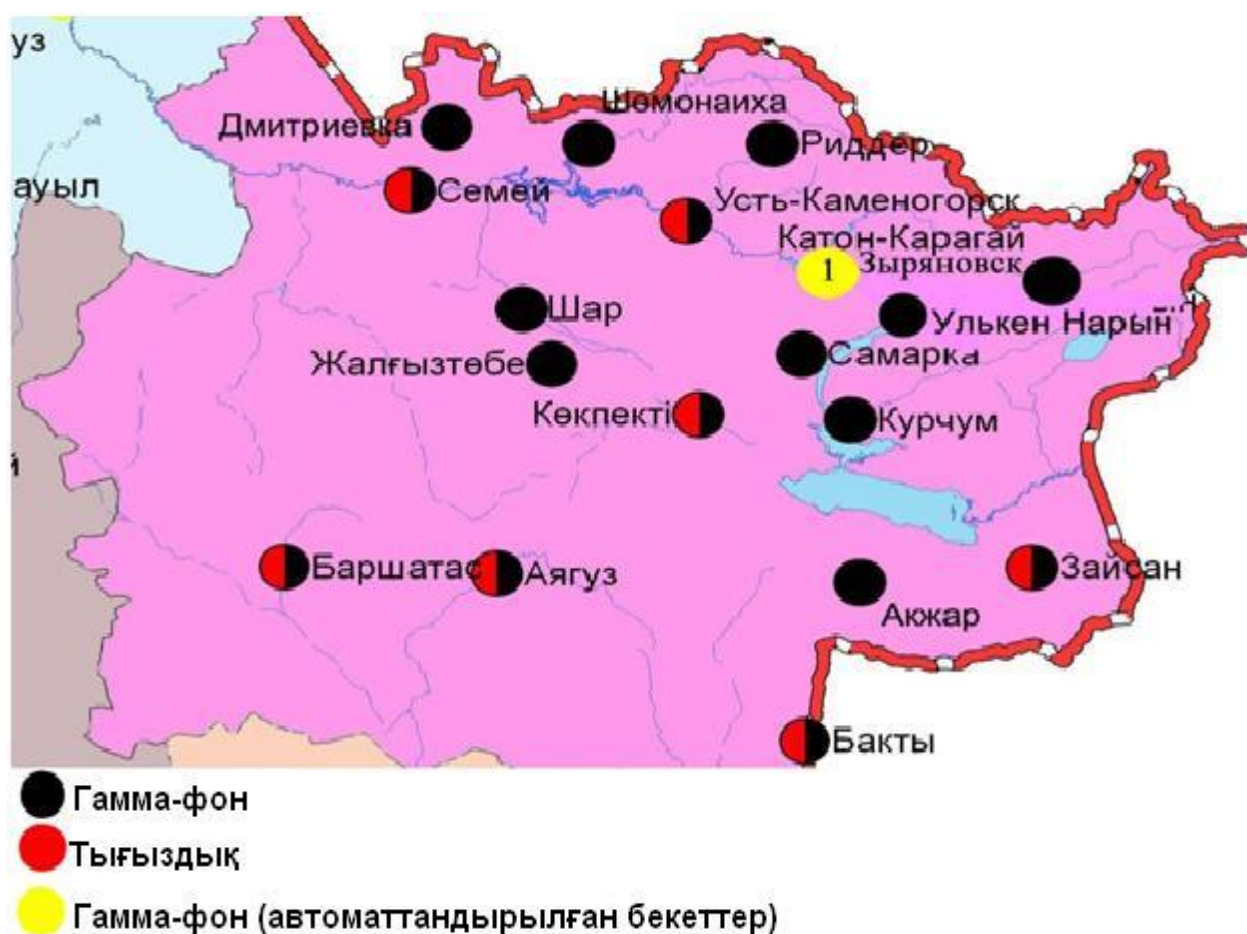 уз
Шемонаиха
Дмитриевка
Риддер
ауыл
Семей
Усть-Каменогорск
Катон-Карагай
1
Зыряновск
Шар
Улькен Нарын
Самарка
Жалғызтөбе
Көкпекті
Курчум
й
Баршатас
Аягуз
Зайсан
Акжар
Бакты
Гамма-фон
Тығыздық
Гамма-фон (автоматтандырылған бекеттер)